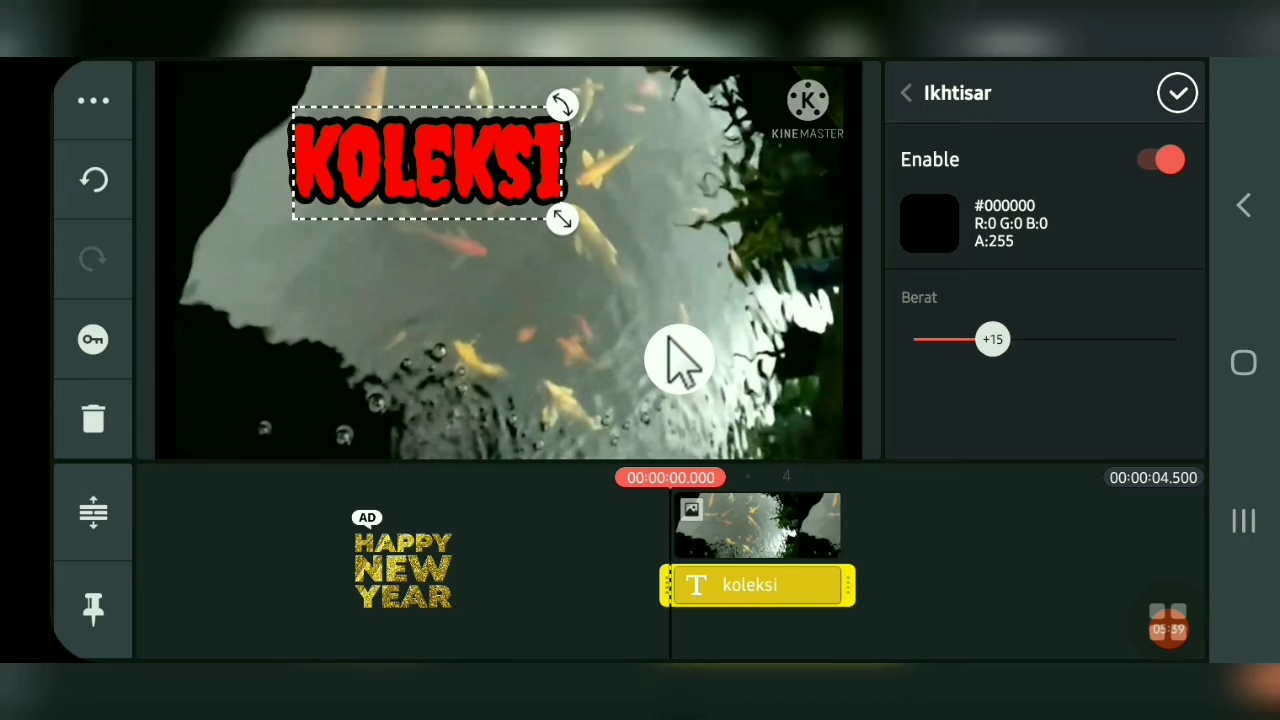 KOLEKSI
KINEMASTER
Ikhtisar
Enable
#000000
R:0 G:0 B:0
A:255
Berat
+15
00:00:00.000
4
00:00:04.500
AD
HAPPY
NEW
YEAR
koleksi
05:39